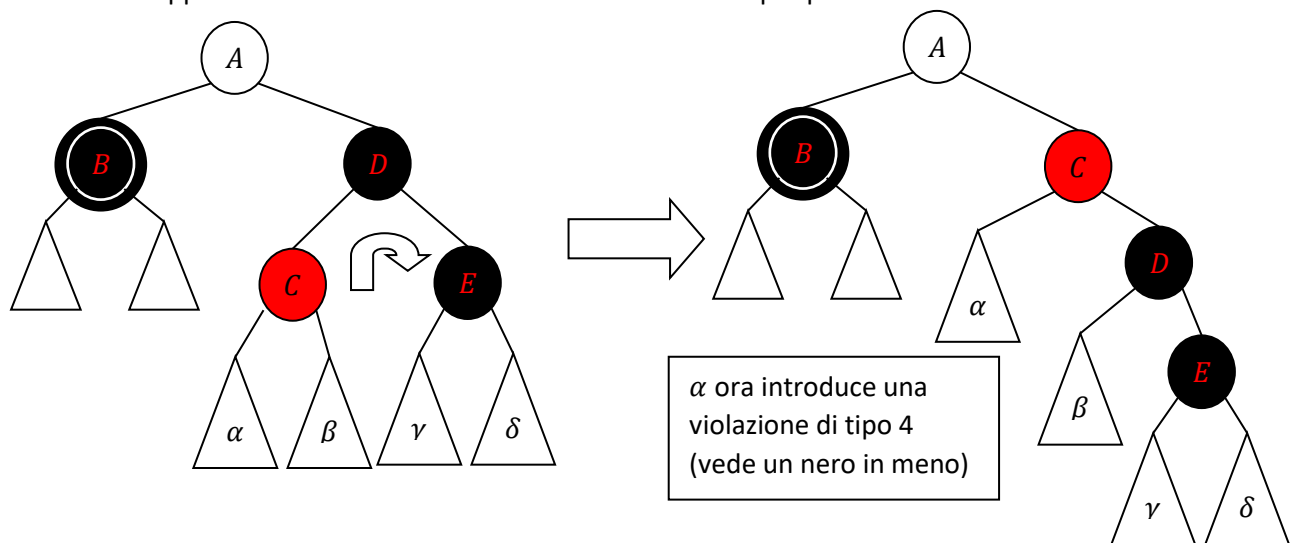 A
B
D
C
E
α
β
γ
δ
A
B
C
D
α
E
β
γ
δ
α ora introduce una
violazione di tipo 4
(vede un nero in meno)